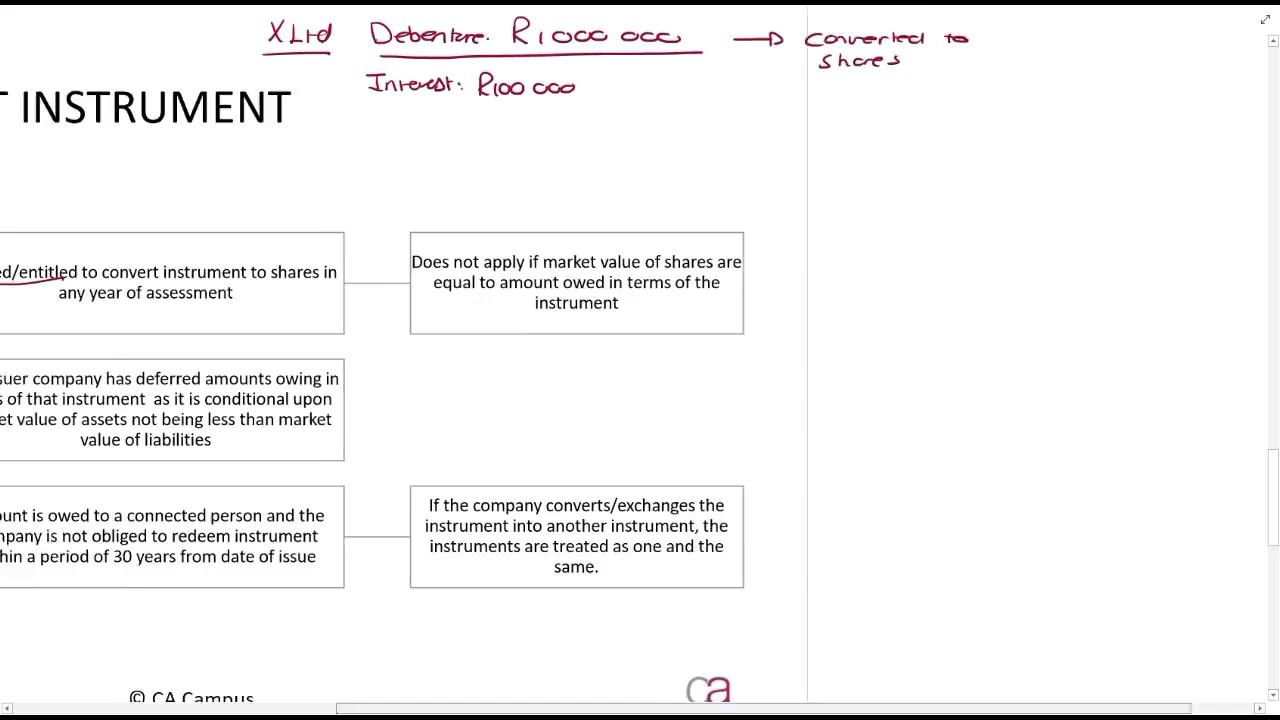 X Ltd Debenture: R1 000 000 → Converted to
shares
Interest: R100 000
T INSTRUMENT
ed/entitled to convert instrument to shares in
any year of assessment
Does not apply if market value of shares are
equal to amount owed in terms of the
instrument
suer company has deferred amounts owing in
s of that instrument as it is conditional upon
et value of assets not being less than market
value of liabilities
ount is owed to a connected person and the
mpany is not obliged to redeem instrument
hin a period of 30 years from date of issue
If the company converts/exchanges the
instrument into another instrument, the
instruments are treated as one and the
same.
© CA Campus
ca